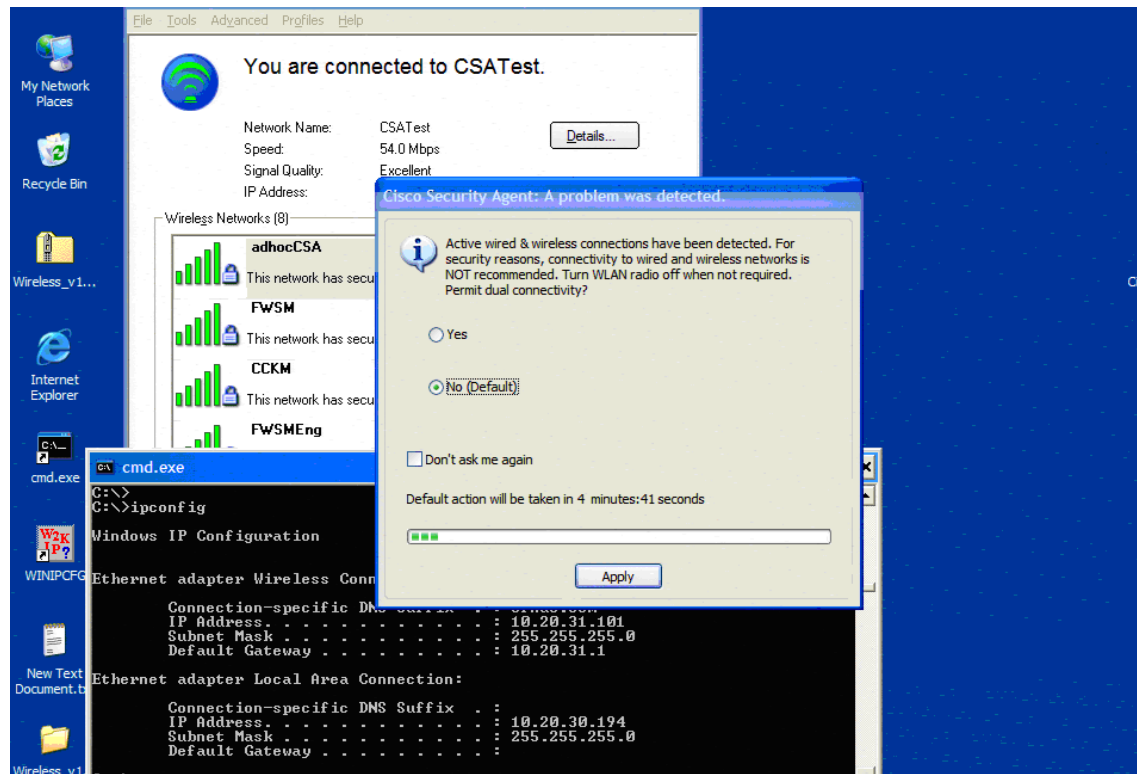 My Network
Places
Recycle Bin
Wireless_v1...
Internet
Explorer
C:\_
cmd.exe
W2K
IP?
WINIPCFG
New Text
Document.t
Wireless_v1
File Tools Advanced Profiles Help
You are connected to CSATest.
Network Name: CSATest
Speed: 54.0 Mbps
Signal Quality: Excellent
IP Address:
Details...
Wireless Networks (8)
adhocCSA
This network has secu
FWSM
This network has secu
CCKM
This network has secu
FWSMEng
Cisco Security Agent: A problem was detected.
Active wired & wireless connections have been detected. For
security reasons, connectivity to wired and wireless networks is
NOT recommended. Turn WLAN radio off when not required.
Permit dual connectivity?
Yes
No (Default)
Don't ask me again
Default action will be taken in 4 minutes:41 seconds
Apply
cmd.exe
C:\>
C:\>ipconfig
Windows IP Configuration
Ethernet adapter Wireless Conn
Connection-specific DNS Suffix . :
IP Address. . . . . . . . . . . . : 10.20.31.101
Subnet Mask . . . . . . . . . . . : 255.255.255.0
Default Gateway . . . . . . . . . : 10.20.31.1
Ethernet adapter Local Area Connection:
Connection-specific DNS Suffix . :
IP Address. . . . . . . . . . . . : 10.20.30.194
Subnet Mask . . . . . . . . . . . : 255.255.255.0
Default Gateway . . . . . . . . . :